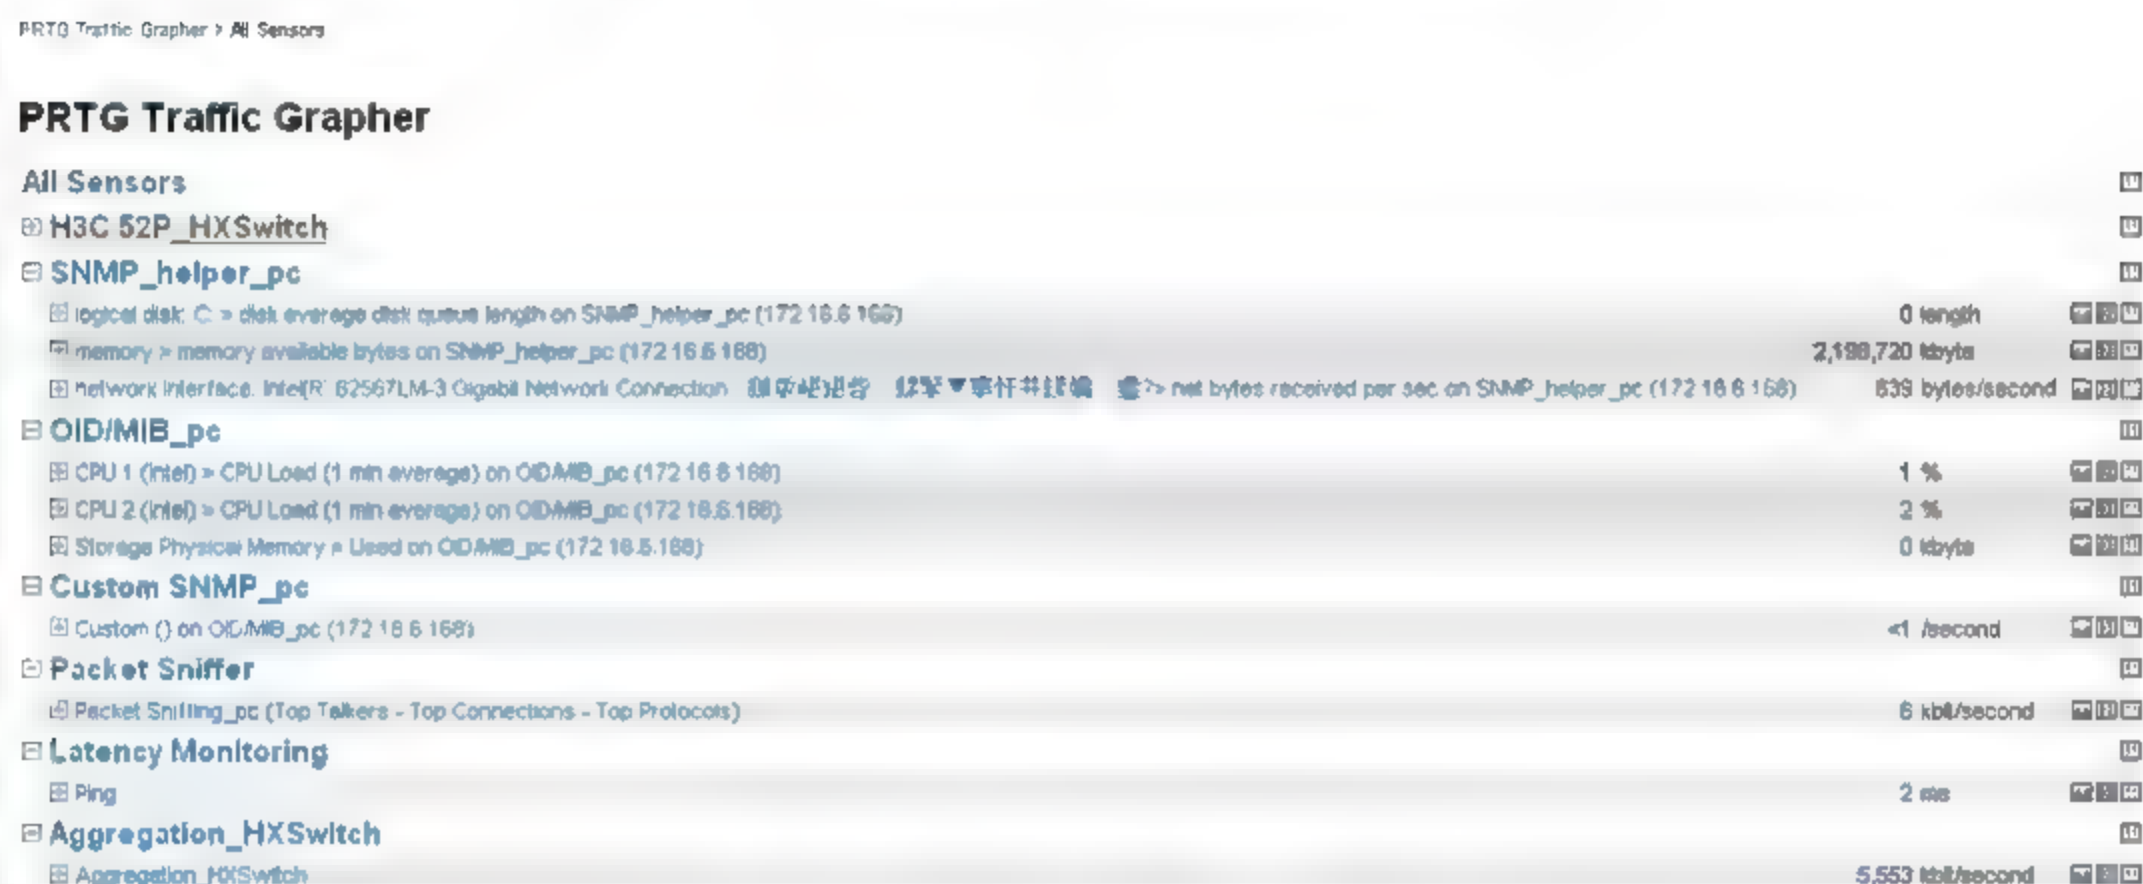 PRTG Traffic Grapher > All Sensors
PRTG Traffic Grapher
All Sensors
H3C 52P_HXSwitch
SNMP_helper_pc
logical disk: C: » disk average disk queue length on SNMP_helper_pc (172.16.6.168) 0 length
memory » memory available bytes on SNMP_helper_pc (172.16.6.168) kbyte
network interface: Intel[R] 82567LM-3 Gigabit Network Connection net bytes received per sec on SNMP_helper_pc (172.16.6.168) 839 bytes/second
OID/MIB_pc
CPU 1 (Intel) » CPU Load (1 min average) on OID/MIB_pc (172.16.6.168) 1 %
CPU 2 (Intel) » CPU Load (1 min average) on OID/MIB_pc (172.16.6.168) 2 %
Storage Physical Memory » Used on OID/MIB_pc (172.16.6.168) 0 kbyte
Custom SNMP_pc
Custom () on OID/MIB_pc (172.16.6.168) <1 /second
Packet Sniffer
Packet Sniffing_pc (Top Talkers - Top Connections - Top Protocols) 6 kbit/second
Latency Monitoring
Ping 2 ms
Aggregation_HXSwitch
Aggregation_HXSwitch 5,553 kbit/second